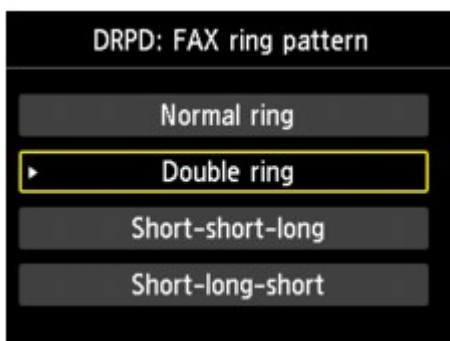 DRPD: FAX ring pattern
Normal ring
Double ring
Short-short-long
Short-long-short